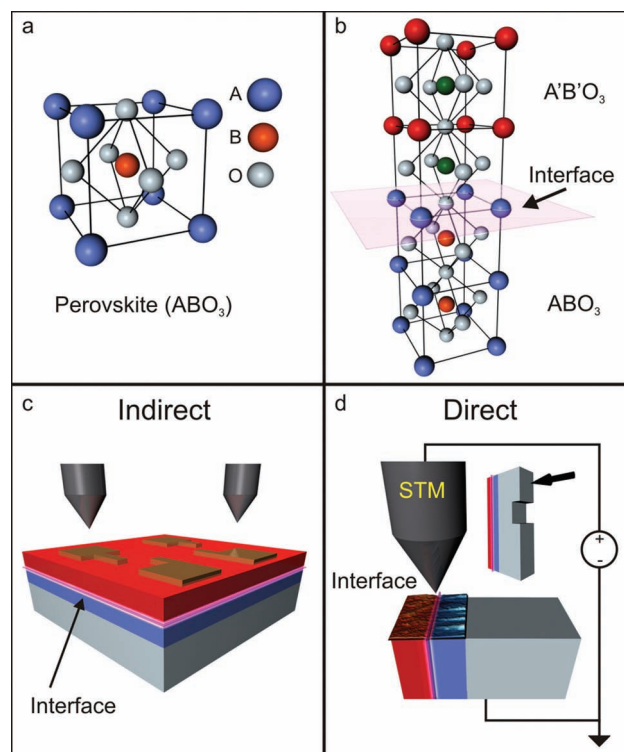 a
A
B
O
Perovskite (ABO₃)
b
A'B'O₃
Interface
ABO₃
c
Indirect
Interface
d
Direct
STM
Interface
+
-